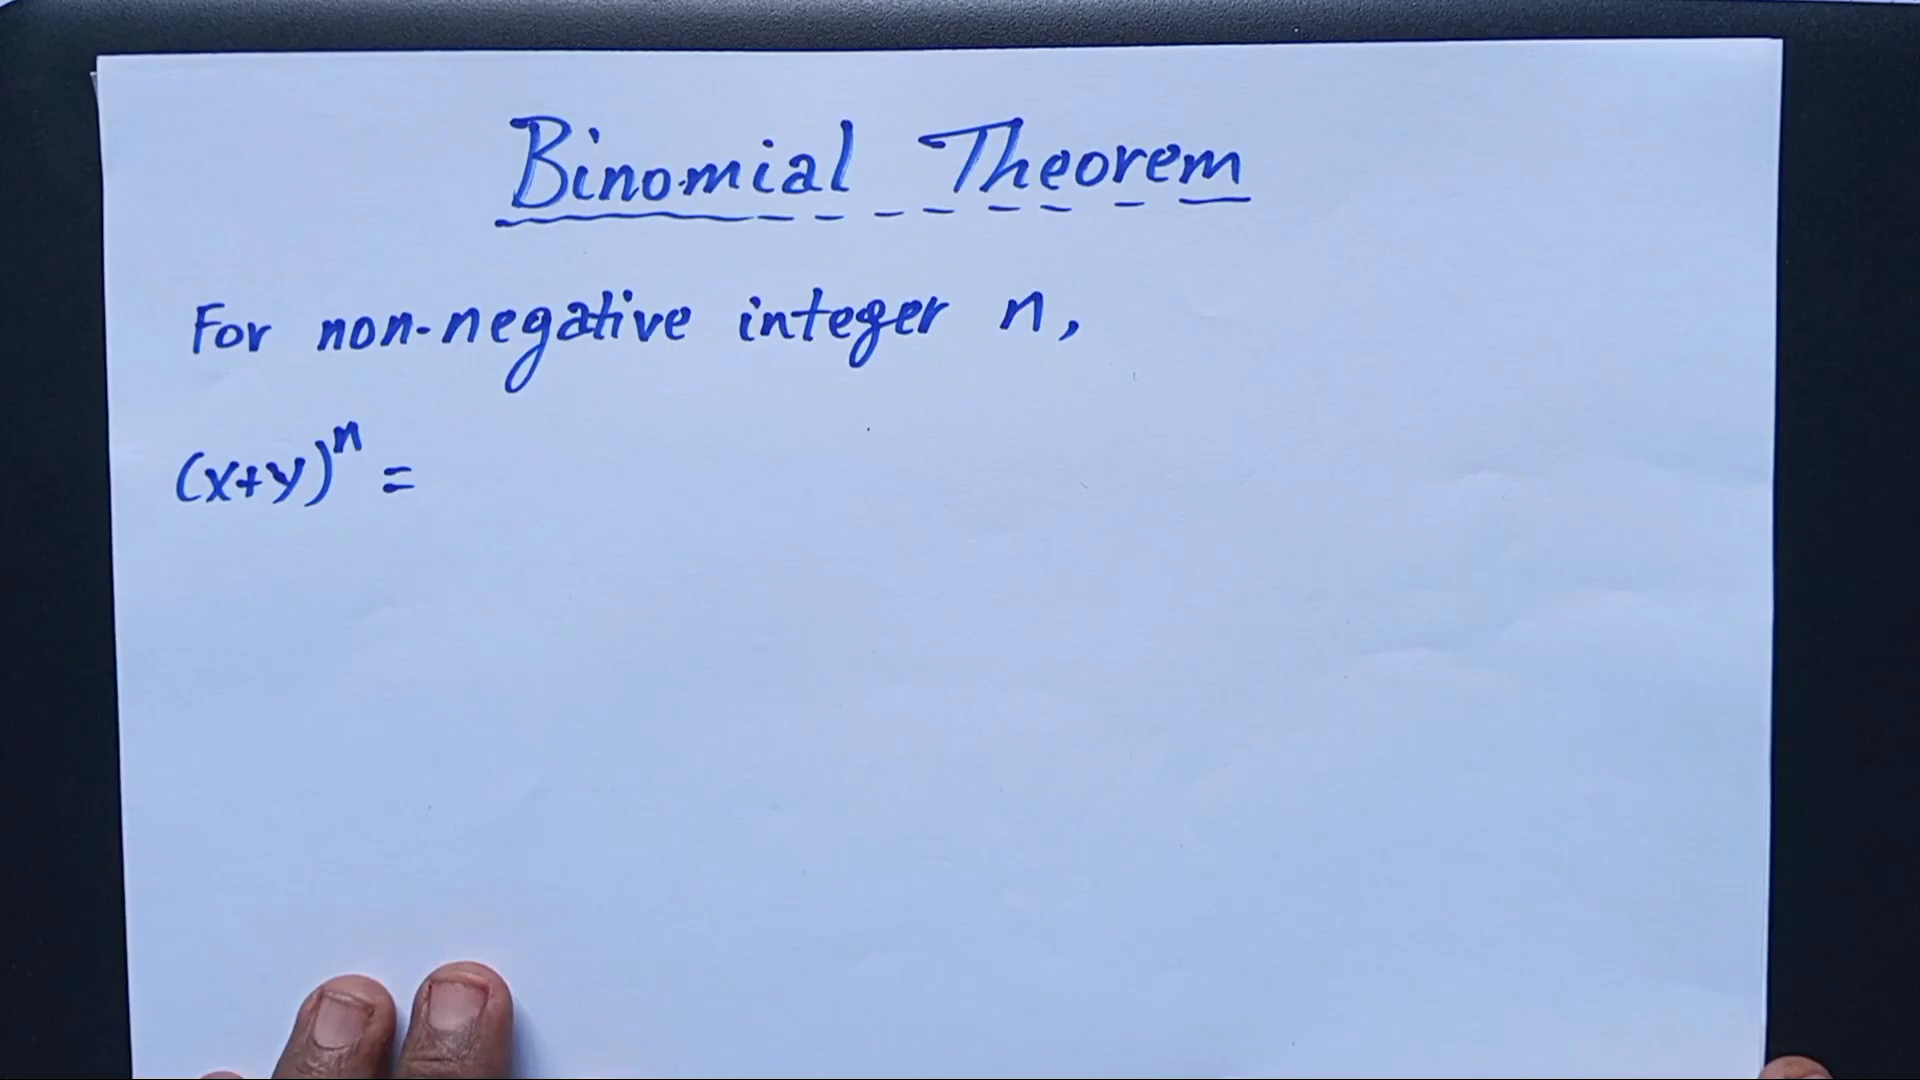 Binomial Theorem
For non-negative integer n,
(x+y)^n =